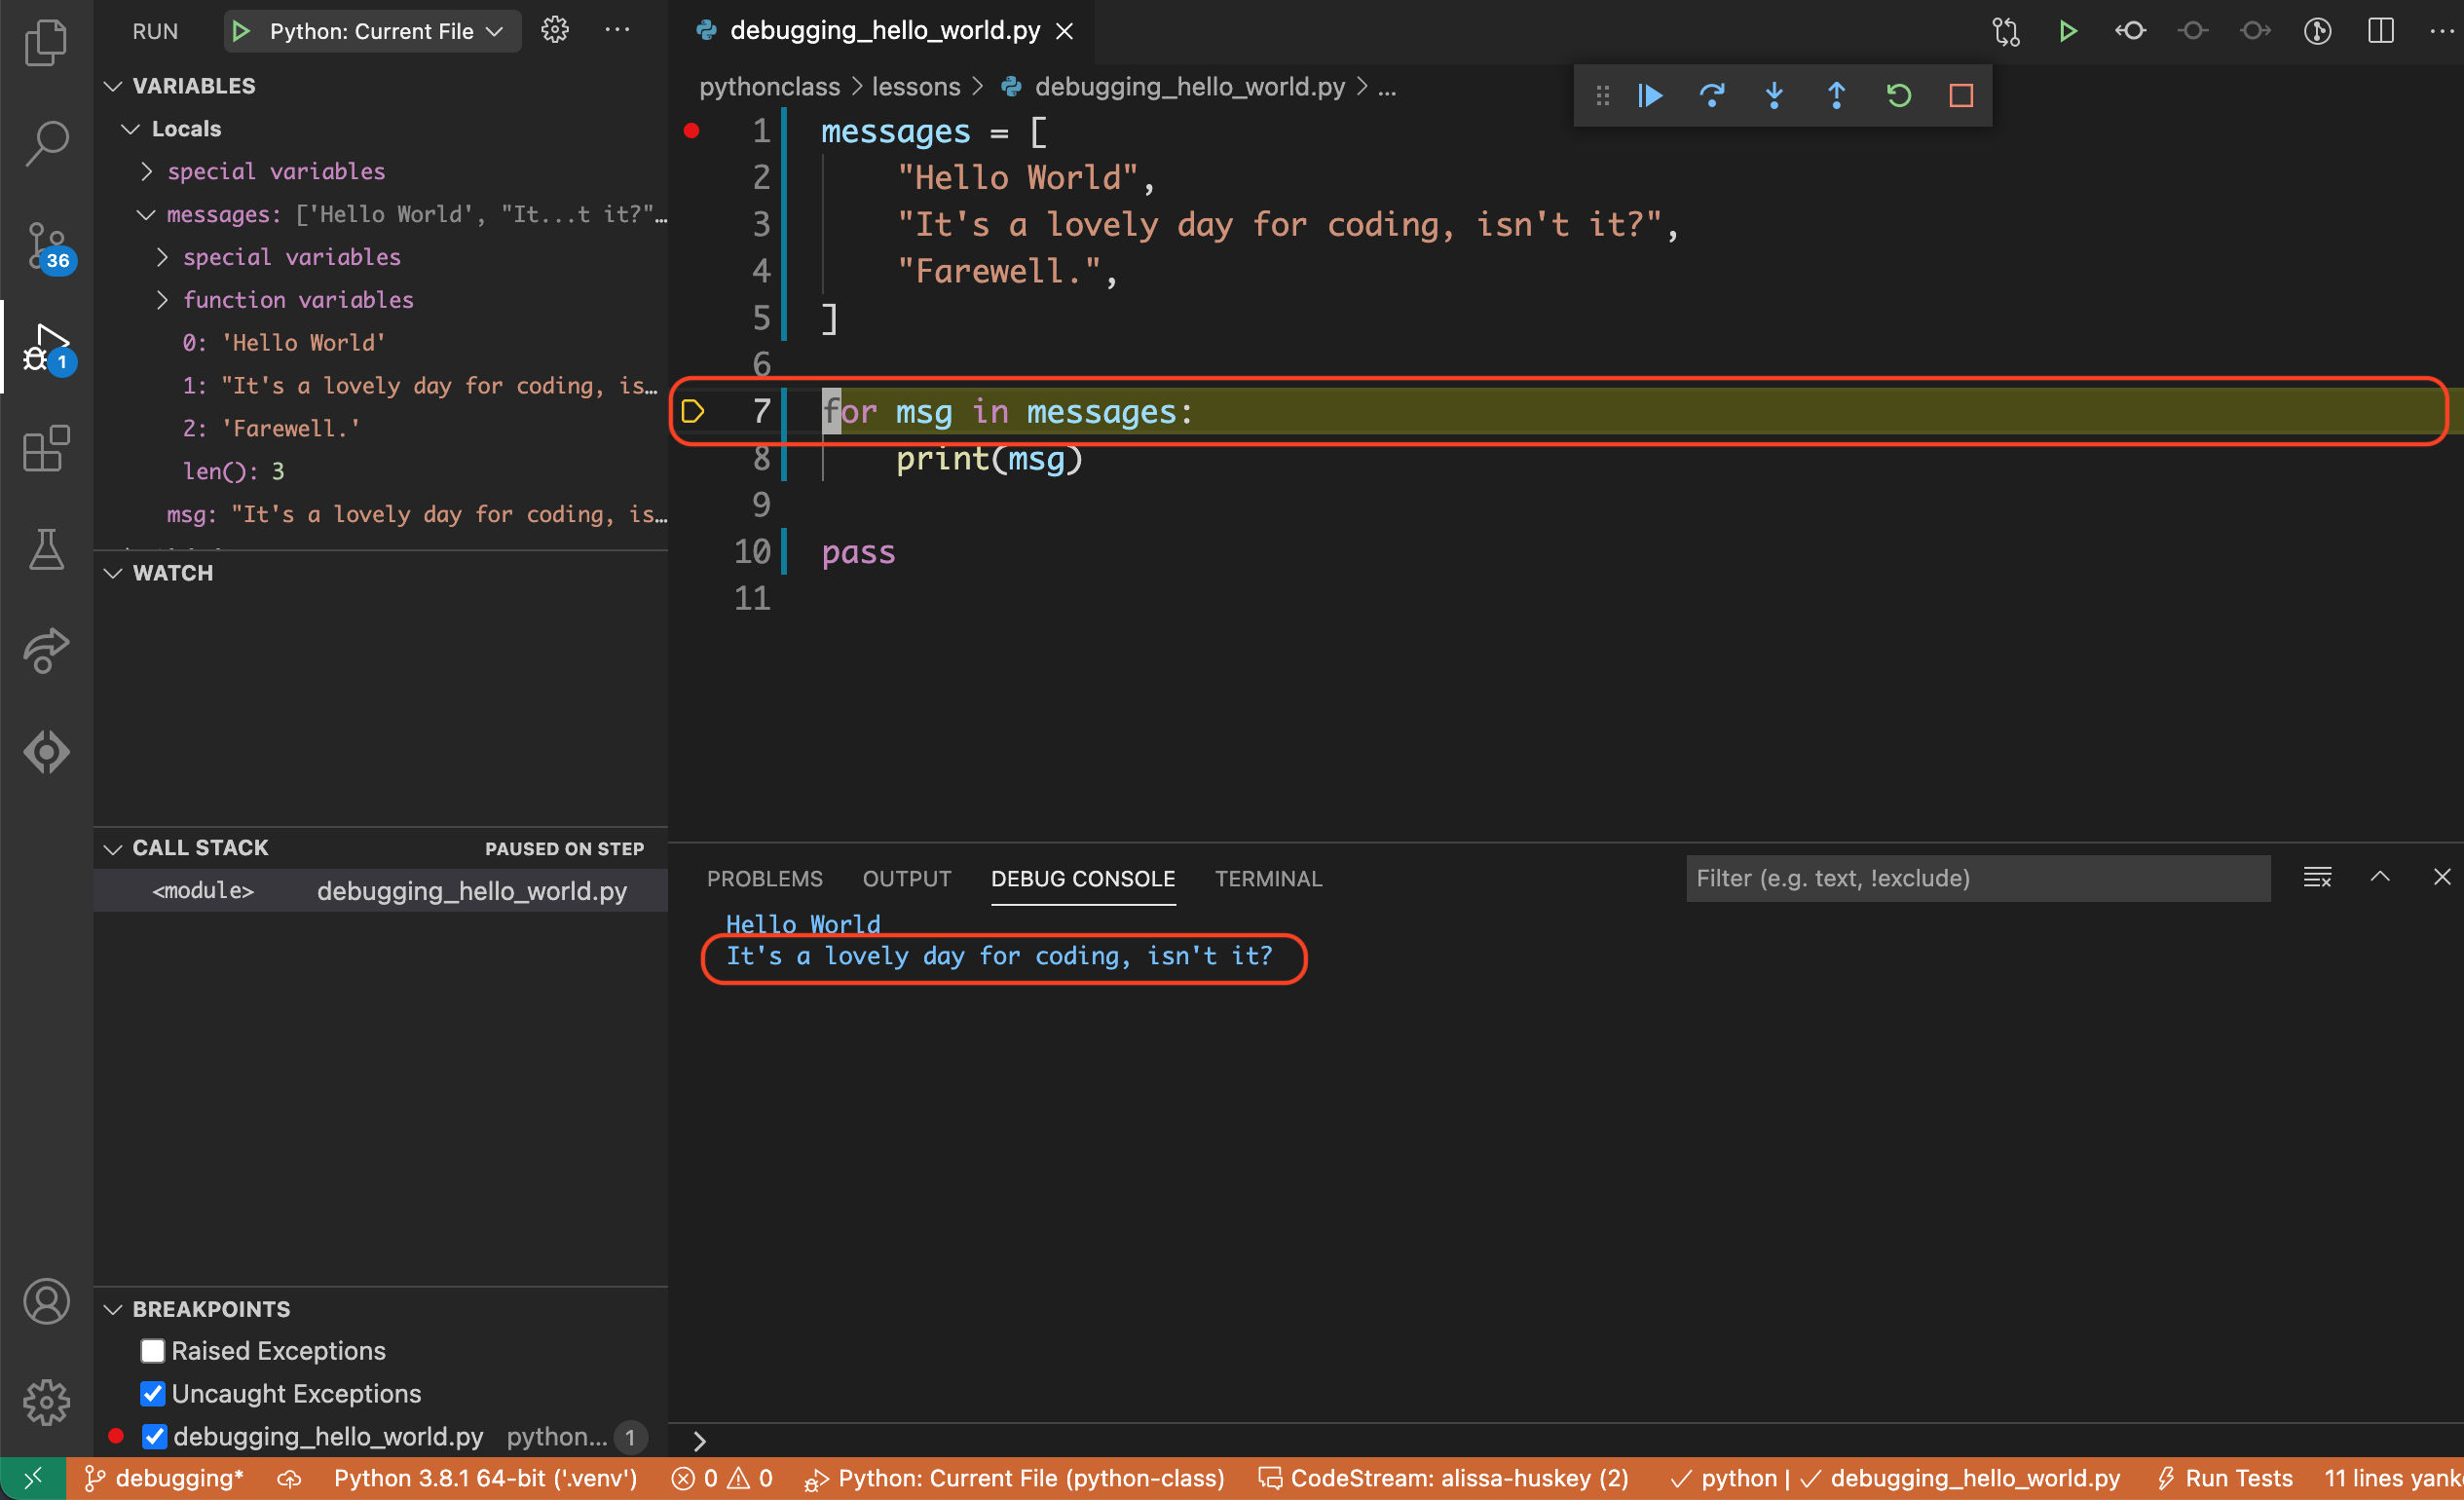 RUN Python: Current File ···
debugging_hello_world.py
36
1
VARIABLES
Locals
special variables
messages: ['Hello World', "It...t it?"…
special variables
function variables
0: 'Hello World'
1: "It's a lovely day for coding, is…
2: 'Farewell.'
len(): 3
msg: "It's a lovely day for coding, is…
WATCH
CALL STACK PAUSED ON STEP
<module> debugging_hello_world.py
BREAKPOINTS
Raised Exceptions
Uncaught Exceptions
debugging_hello_world.py python... 1
pythonclass > lessons > debugging_hello_world.py > ...
1 messages = [
2 "Hello World",
3 "It's a lovely day for coding, isn't it?",
4 "Farewell.",
5 ]
6
7 for msg in messages:
8 print(msg)
9
10 pass
11
PROBLEMS OUTPUT DEBUG CONSOLE TERMINAL Filter (e.g. text, !exclude)
Hello World
It's a lovely day for coding, isn't it?
debugging* Python 3.8.1 64-bit ('.venv') 0 0 Python: Current File (python-class) CodeStream: alissa-huskey (2) ✓ python | ✓ debugging_hello_world.py Run Tests 11 lines yank